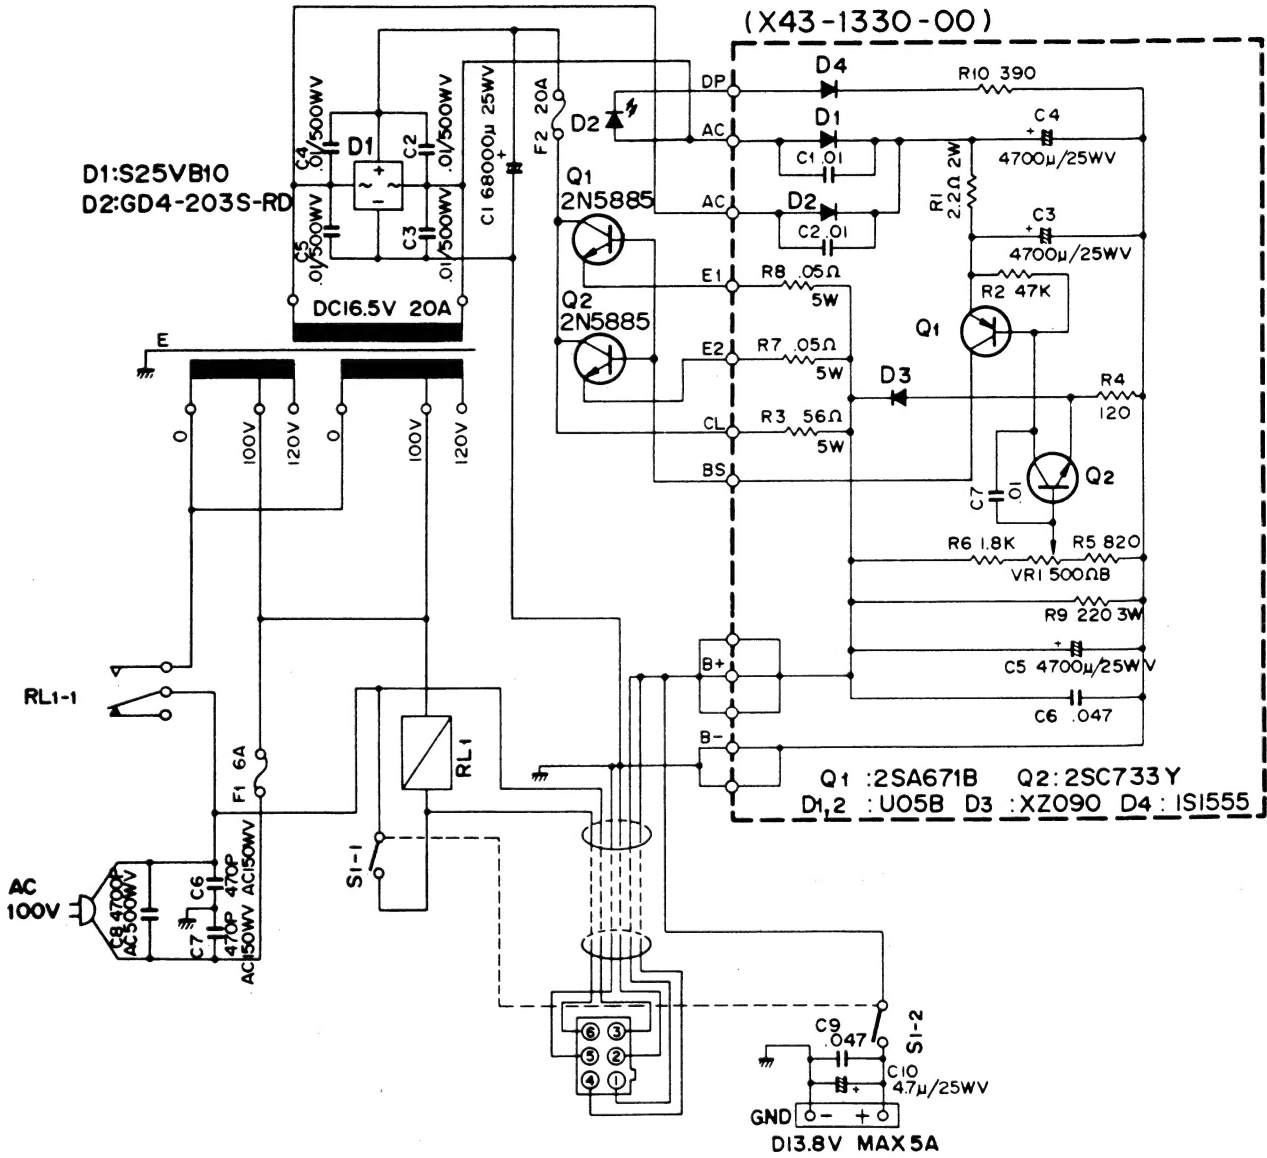 (X43-1330-00)
D1:S25VB10
D2:GD4-203S-RD
C4
.01/500WV
C5
.01/500WV
D1
~
+
~
−
C2
.01/500WV
C3
.01/500WV
C1 68000μ 25WV
+
F2 20A
D2
Q1
2N5885
Q2
2N5885
DC16.5V 20A
E
0
100V
120V
0
100V
120V
RL1-1
F1 6A
RL1
S1-1
AC
100V
C8 4700P
AC500WV
C6
470P
AC150WV
C7
470P
AC150WV
DP
AC
AC
E1
E2
CL
BS
B+
B-
D4
R10 390
D1
C1 .01
D2
C2 .01
+
C4
4700μ/25WV
R1
2.2Ω 2W
+
C3
4700μ/25WV
R2 47K
R8 .05Ω
5W
R7 .05Ω
5W
R3 56Ω
5W
Q1
D3
R4
120
C7
.01
Q2
R6 1.8K
VR1 500ΩB
R5 820
R9 220 3W
+
C5 4700μ/25WV
C6 .047
Q1 :2SA671B Q2:2SC733Y
D1,2 :U05B D3 :XZ090 D4: ISI555
6 3
5 2
4 1
S1-2
C9
.047
C10
4.7μ/25WV
+
GND
− +
D13.8V MAX5A